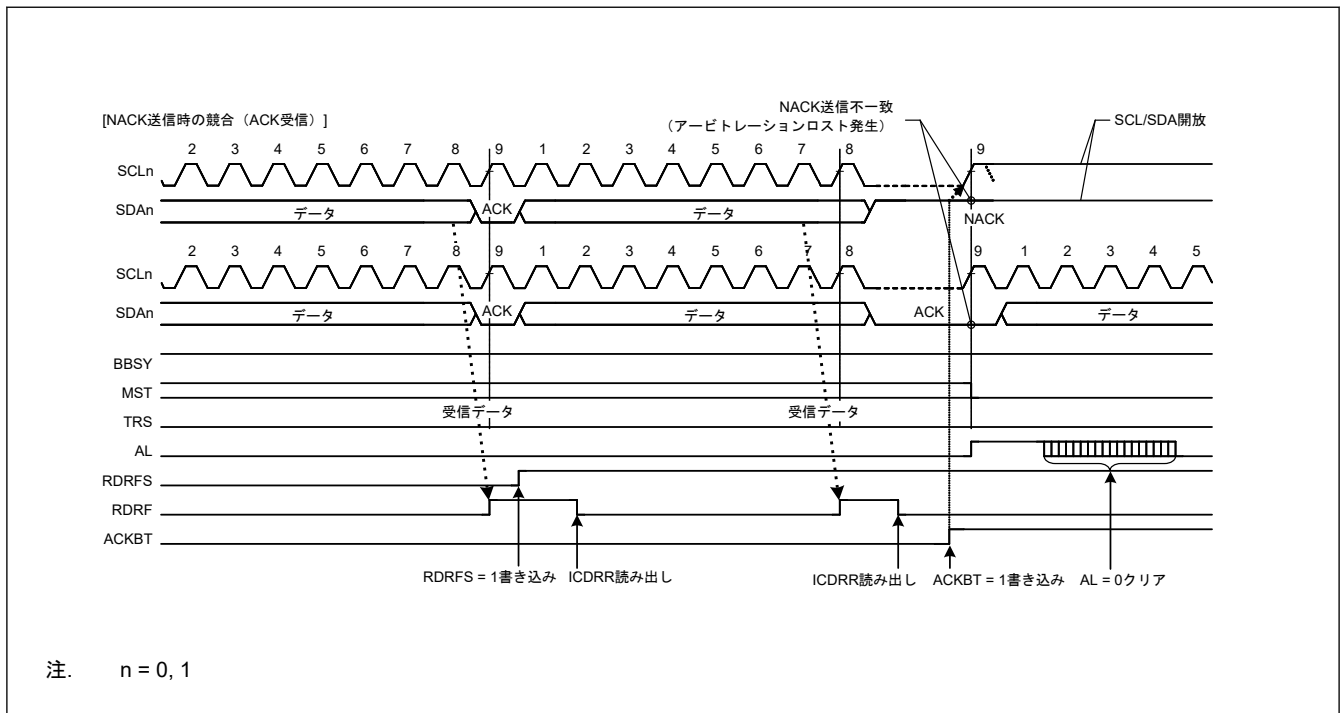 NACK送信不一致
（アービトレーションロスト発生）
[NACK送信時の競合（ACK受信）]
SCL/SDA開放
2 3 4 5 6 7 8 9 1 2 3 4 5 6 7 8 9
SCLn
SDAn
データ ACK データ NACK
2 3 4 5 6 7 8 9 1 2 3 4 5 6 7 8 9 1 2 3 4 5
SCLn
SDAn
データ ACK データ ACK データ
BBSY
MST
受信データ 受信データ
TRS
AL
RDRFS
RDRF
ACKBT
RDRFS = 1書き込み ICDRR読み出し ICDRR読み出し ACKBT = 1書き込み AL = 0クリア
注. n = 0, 1